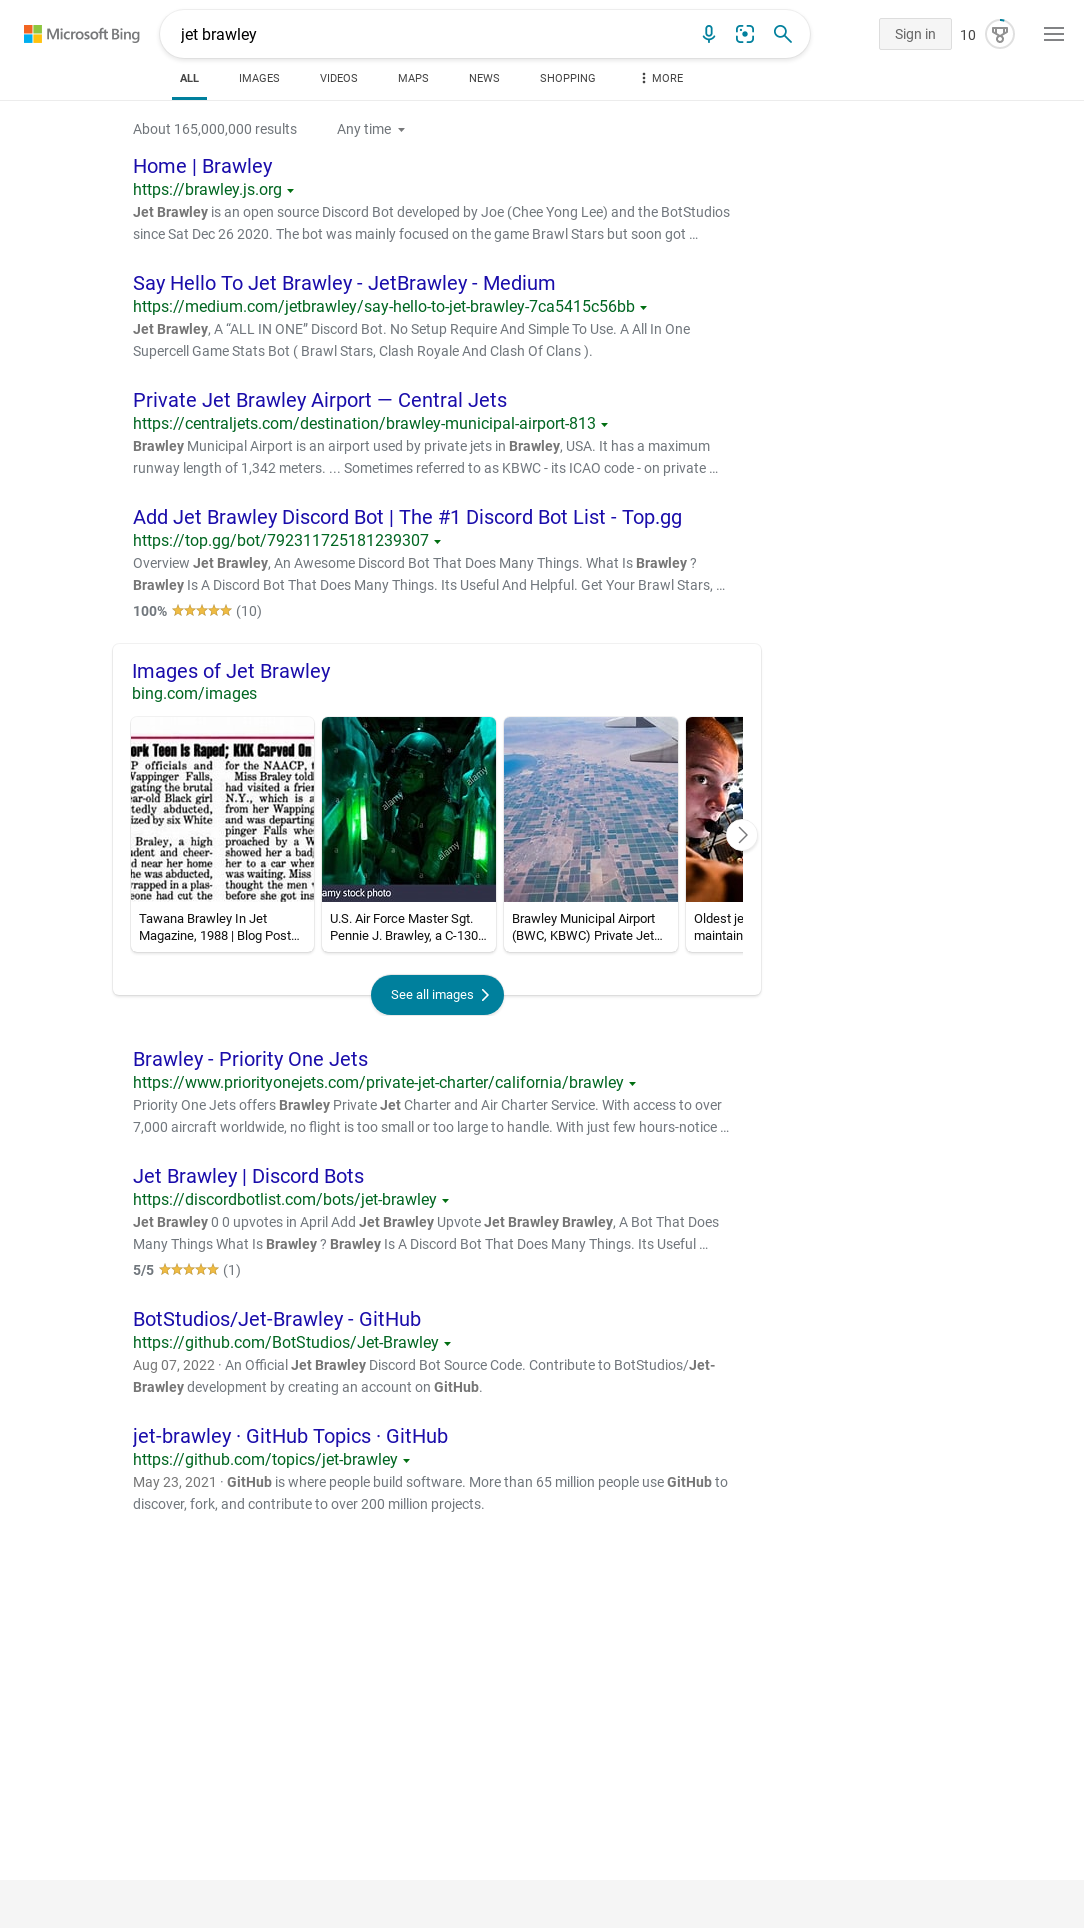 Microsoft Bing
jet brawley
Sign in
10
ALL
IMAGES
VIDEOS
MAPS
NEWS
SHOPPING
MORE
About 165,000,000 results
Any time
Home | Brawley
https://brawley.js.org
Jet Brawley is an open source Discord Bot developed by Joe (Chee Yong Lee) and the BotStudios
since Sat Dec 26 2020. The bot was mainly focused on the game Brawl Stars but soon got …
Say Hello To Jet Brawley - JetBrawley - Medium
https://medium.com/jetbrawley/say-hello-to-jet-brawley-7ca5415c56bb
Jet Brawley, A “ALL IN ONE” Discord Bot. No Setup Require And Simple To Use. A All In One
Supercell Game Stats Bot ( Brawl Stars, Clash Royale And Clash Of Clans ).
Private Jet Brawley Airport — Central Jets
https://centraljets.com/destination/brawley-municipal-airport-813
Brawley Municipal Airport is an airport used by private jets in Brawley, USA. It has a maximum
runway length of 1,342 meters. ... Sometimes referred to as KBWC - its ICAO code - on private …
Add Jet Brawley Discord Bot | The #1 Discord Bot List - Top.gg
https://top.gg/bot/792311725181239307
Overview Jet Brawley, An Awesome Discord Bot That Does Many Things. What Is Brawley ?
Brawley Is A Discord Bot That Does Many Things. Its Useful And Helpful. Get Your Brawl Stars, …
100% (10)
Images of Jet Brawley
bing.com/images
ork Teen Is Raped; KKK Carved On
P officials and
Wappinger Falls,
gating the brutal
ear-old Black girl
tedly abducted,
ized by six White
Braley, a high
dent and cheer-
d near her home
he was abducted,
rapped in a plas-
eone had cut the
for the NAACP, t
Miss Braley told
had visited a frien
N.Y., which is a
from her Wapping
and was departing
pinger Falls whe
proached by a W
showed her a bad
her to a car wher
was waiting. Miss
thought the men w
before she got ins
alamy
alamy
alamy
amy stock photo
Tawana Brawley In Jet
Magazine, 1988 | Blog Post…
U.S. Air Force Master Sgt.
Pennie J. Brawley, a C-130…
Brawley Municipal Airport
(BWC, KBWC) Private Jet…
Oldest je
maintain
See all images
Brawley - Priority One Jets
https://www.priorityonejets.com/private-jet-charter/california/brawley
Priority One Jets offers Brawley Private Jet Charter and Air Charter Service. With access to over
7,000 aircraft worldwide, no flight is too small or too large to handle. With just few hours-notice …
Jet Brawley | Discord Bots
https://discordbotlist.com/bots/jet-brawley
Jet Brawley 0 0 upvotes in April Add Jet Brawley Upvote Jet Brawley Brawley, A Bot That Does
Many Things What Is Brawley ? Brawley Is A Discord Bot That Does Many Things. Its Useful …
5/5 (1)
BotStudios/Jet-Brawley - GitHub
https://github.com/BotStudios/Jet-Brawley
Aug 07, 2022 · An Official Jet Brawley Discord Bot Source Code. Contribute to BotStudios/Jet-
Brawley development by creating an account on GitHub.
jet-brawley · GitHub Topics · GitHub
https://github.com/topics/jet-brawley
May 23, 2021 · GitHub is where people build software. More than 65 million people use GitHub to
discover, fork, and contribute to over 200 million projects.